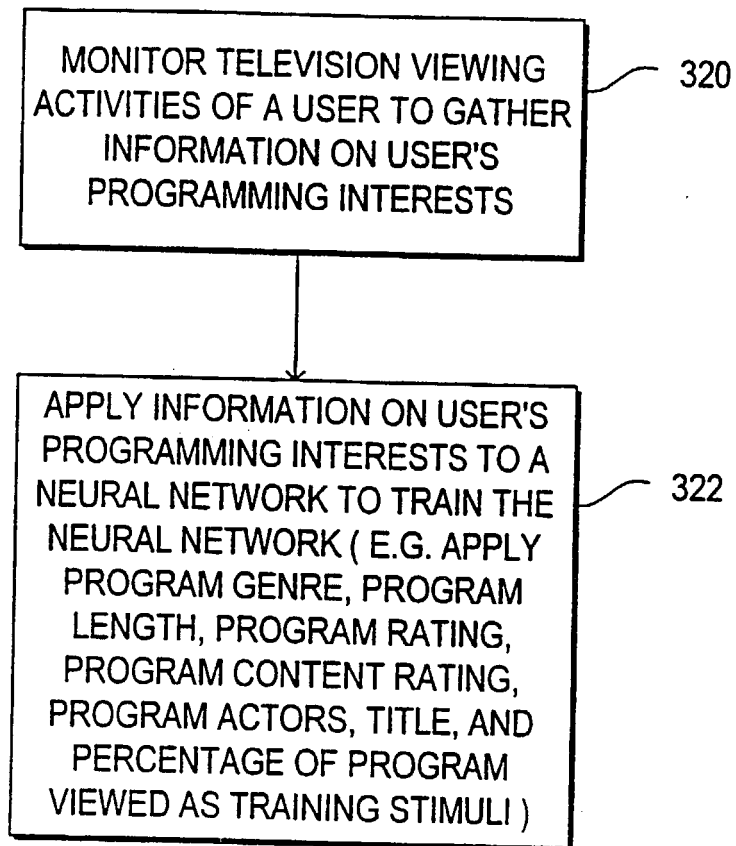 MONITOR TELEVISION VIEWING
ACTIVITIES OF A USER TO GATHER
INFORMATION ON USER'S
PROGRAMMING INTERESTS
320
APPLY INFORMATION ON USER'S
PROGRAMMING INTERESTS TO A
NEURAL NETWORK TO TRAIN THE
NEURAL NETWORK ( E.G. APPLY
PROGRAM GENRE, PROGRAM
LENGTH, PROGRAM RATING,
PROGRAM CONTENT RATING,
PROGRAM ACTORS, TITLE, AND
PERCENTAGE OF PROGRAM
VIEWED AS TRAINING STIMULI )
322